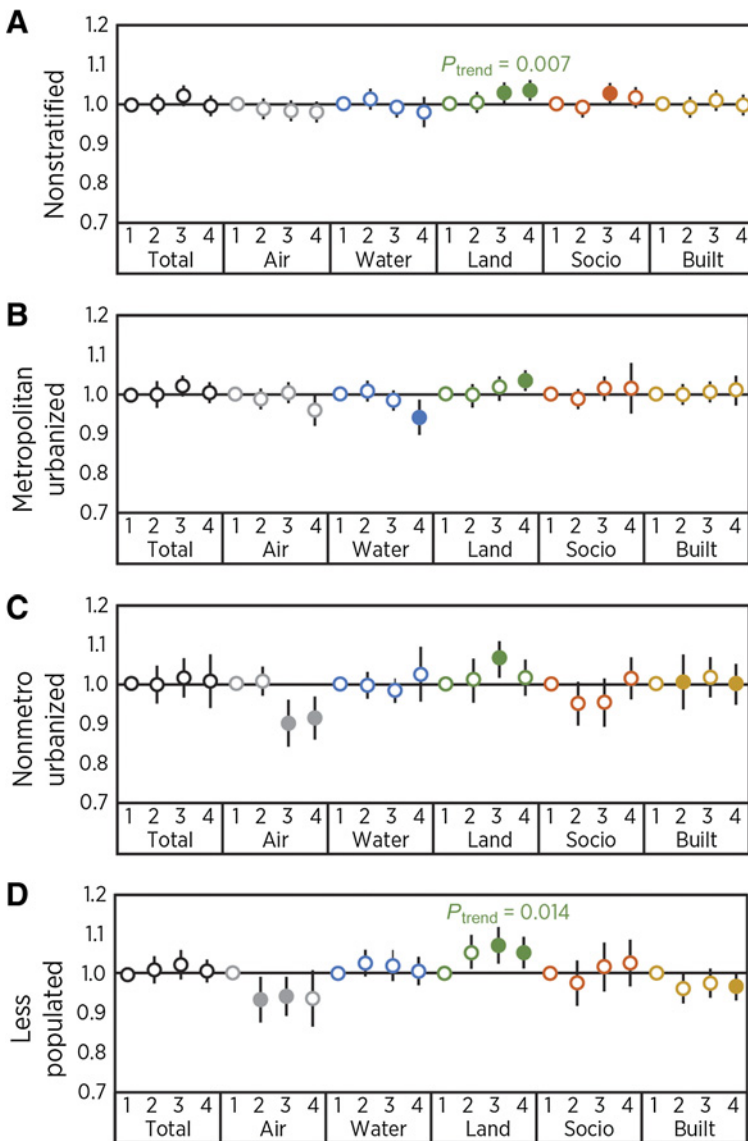 A
Nonstratified
1.2
1.1
1.0
0.9
0.8
0.7
Ptrend = 0.007
1 2 3 4 1 2 3 4 1 2 3 4 1 2 3 4 1 2 3 4 1 2 3 4
Total Air Water Land Socio Built
B
Metropolitan
urbanized
1.2
1.1
1.0
0.9
0.8
0.7
1 2 3 4 1 2 3 4 1 2 3 4 1 2 3 4 1 2 3 4 1 2 3 4
Total Air Water Land Socio Built
C
Nonmetro
urbanized
1.2
1.1
1.0
0.9
0.8
0.7
1 2 3 4 1 2 3 4 1 2 3 4 1 2 3 4 1 2 3 4 1 2 3 4
Total Air Water Land Socio Built
D
Less
populated
1.2
1.1
1.0
0.9
0.8
0.7
Ptrend = 0.014
1 2 3 4 1 2 3 4 1 2 3 4 1 2 3 4 1 2 3 4 1 2 3 4
Total Air Water Land Socio Built